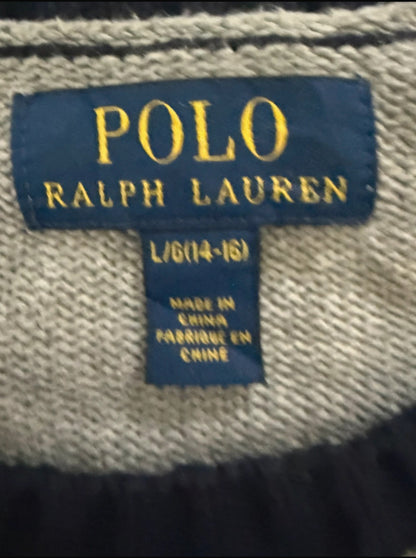 POLO
RALPH LAUREN
L/G(14-16)
MADE IN
CHINA
FABRIQUE EN
CHINE